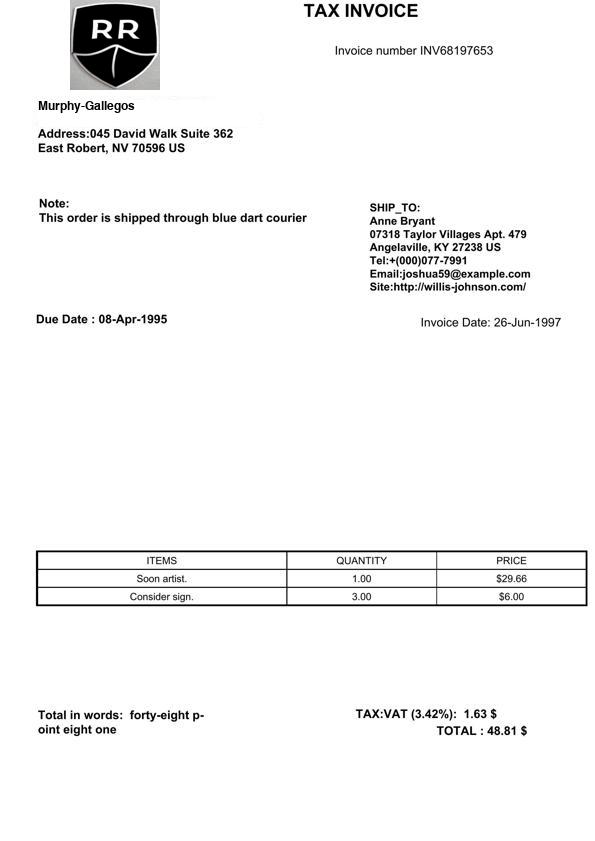 RR
TAX INVOICE
Invoice number INV68197653
Murphy-Gallegos
Address:045 David Walk Suite 362
East Robert, NV 70596 US
Note:
This order is shipped through blue dart courier
SHIP_TO:
Anne Bryant
07318 Taylor Villages Apt. 479
Angelaville, KY 27238 US
Tel:+(000)077-7991
Email:joshua59@example.com
Site:http://willis-johnson.com/
Due Date : 08-Apr-1995
Invoice Date: 26-Jun-1997
ITEMS QUANTITY PRICE
Soon artist. 1.00 $29.66
Consider sign. 3.00 $6.00
Total in words: forty-eight p-
oint eight one
TAX:VAT (3.42%): 1.63 $
TOTAL : 48.81 $